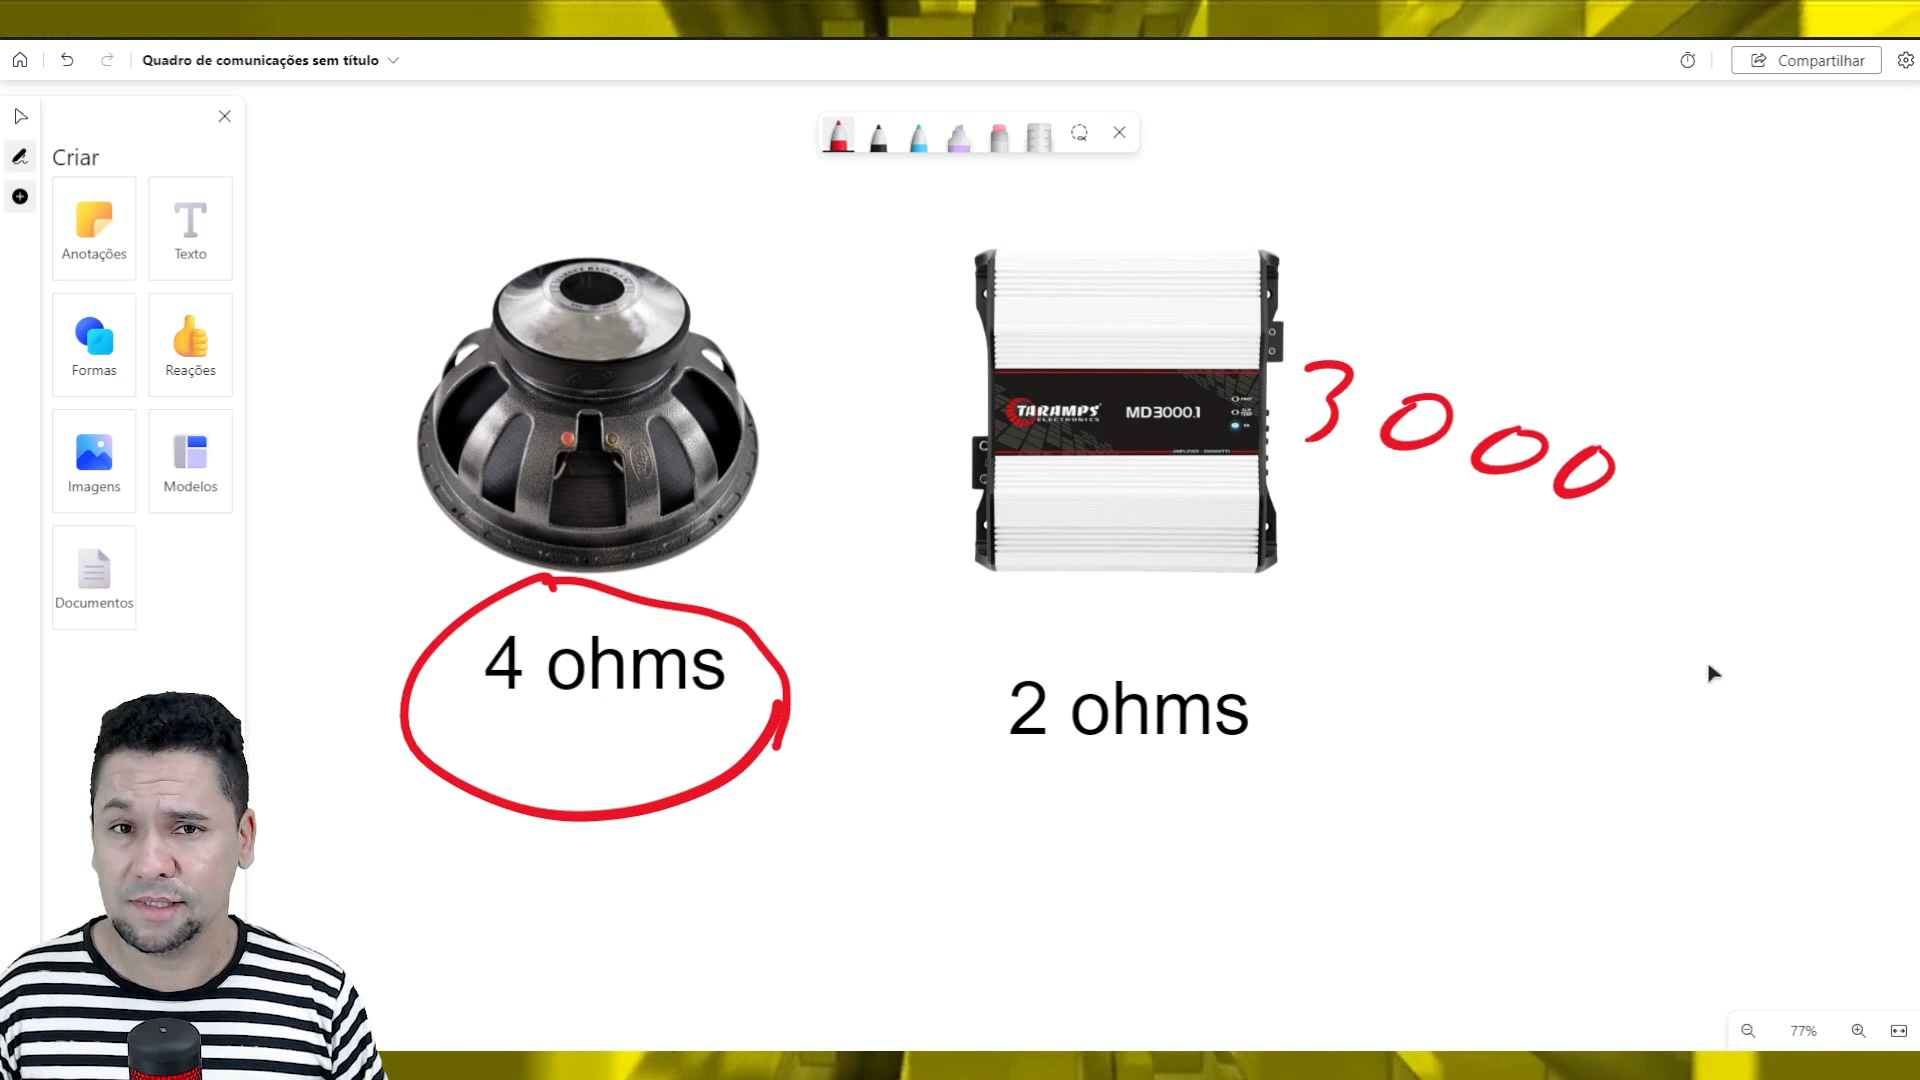 Quadro de comunicações sem título
Compartilhar
Criar
Anotações
Texto
Formas
Reações
Imagens
Modelos
Documentos
TARAMPS
ELECTRONICS
MD3000.1
3000
4 ohms
2 ohms
77%